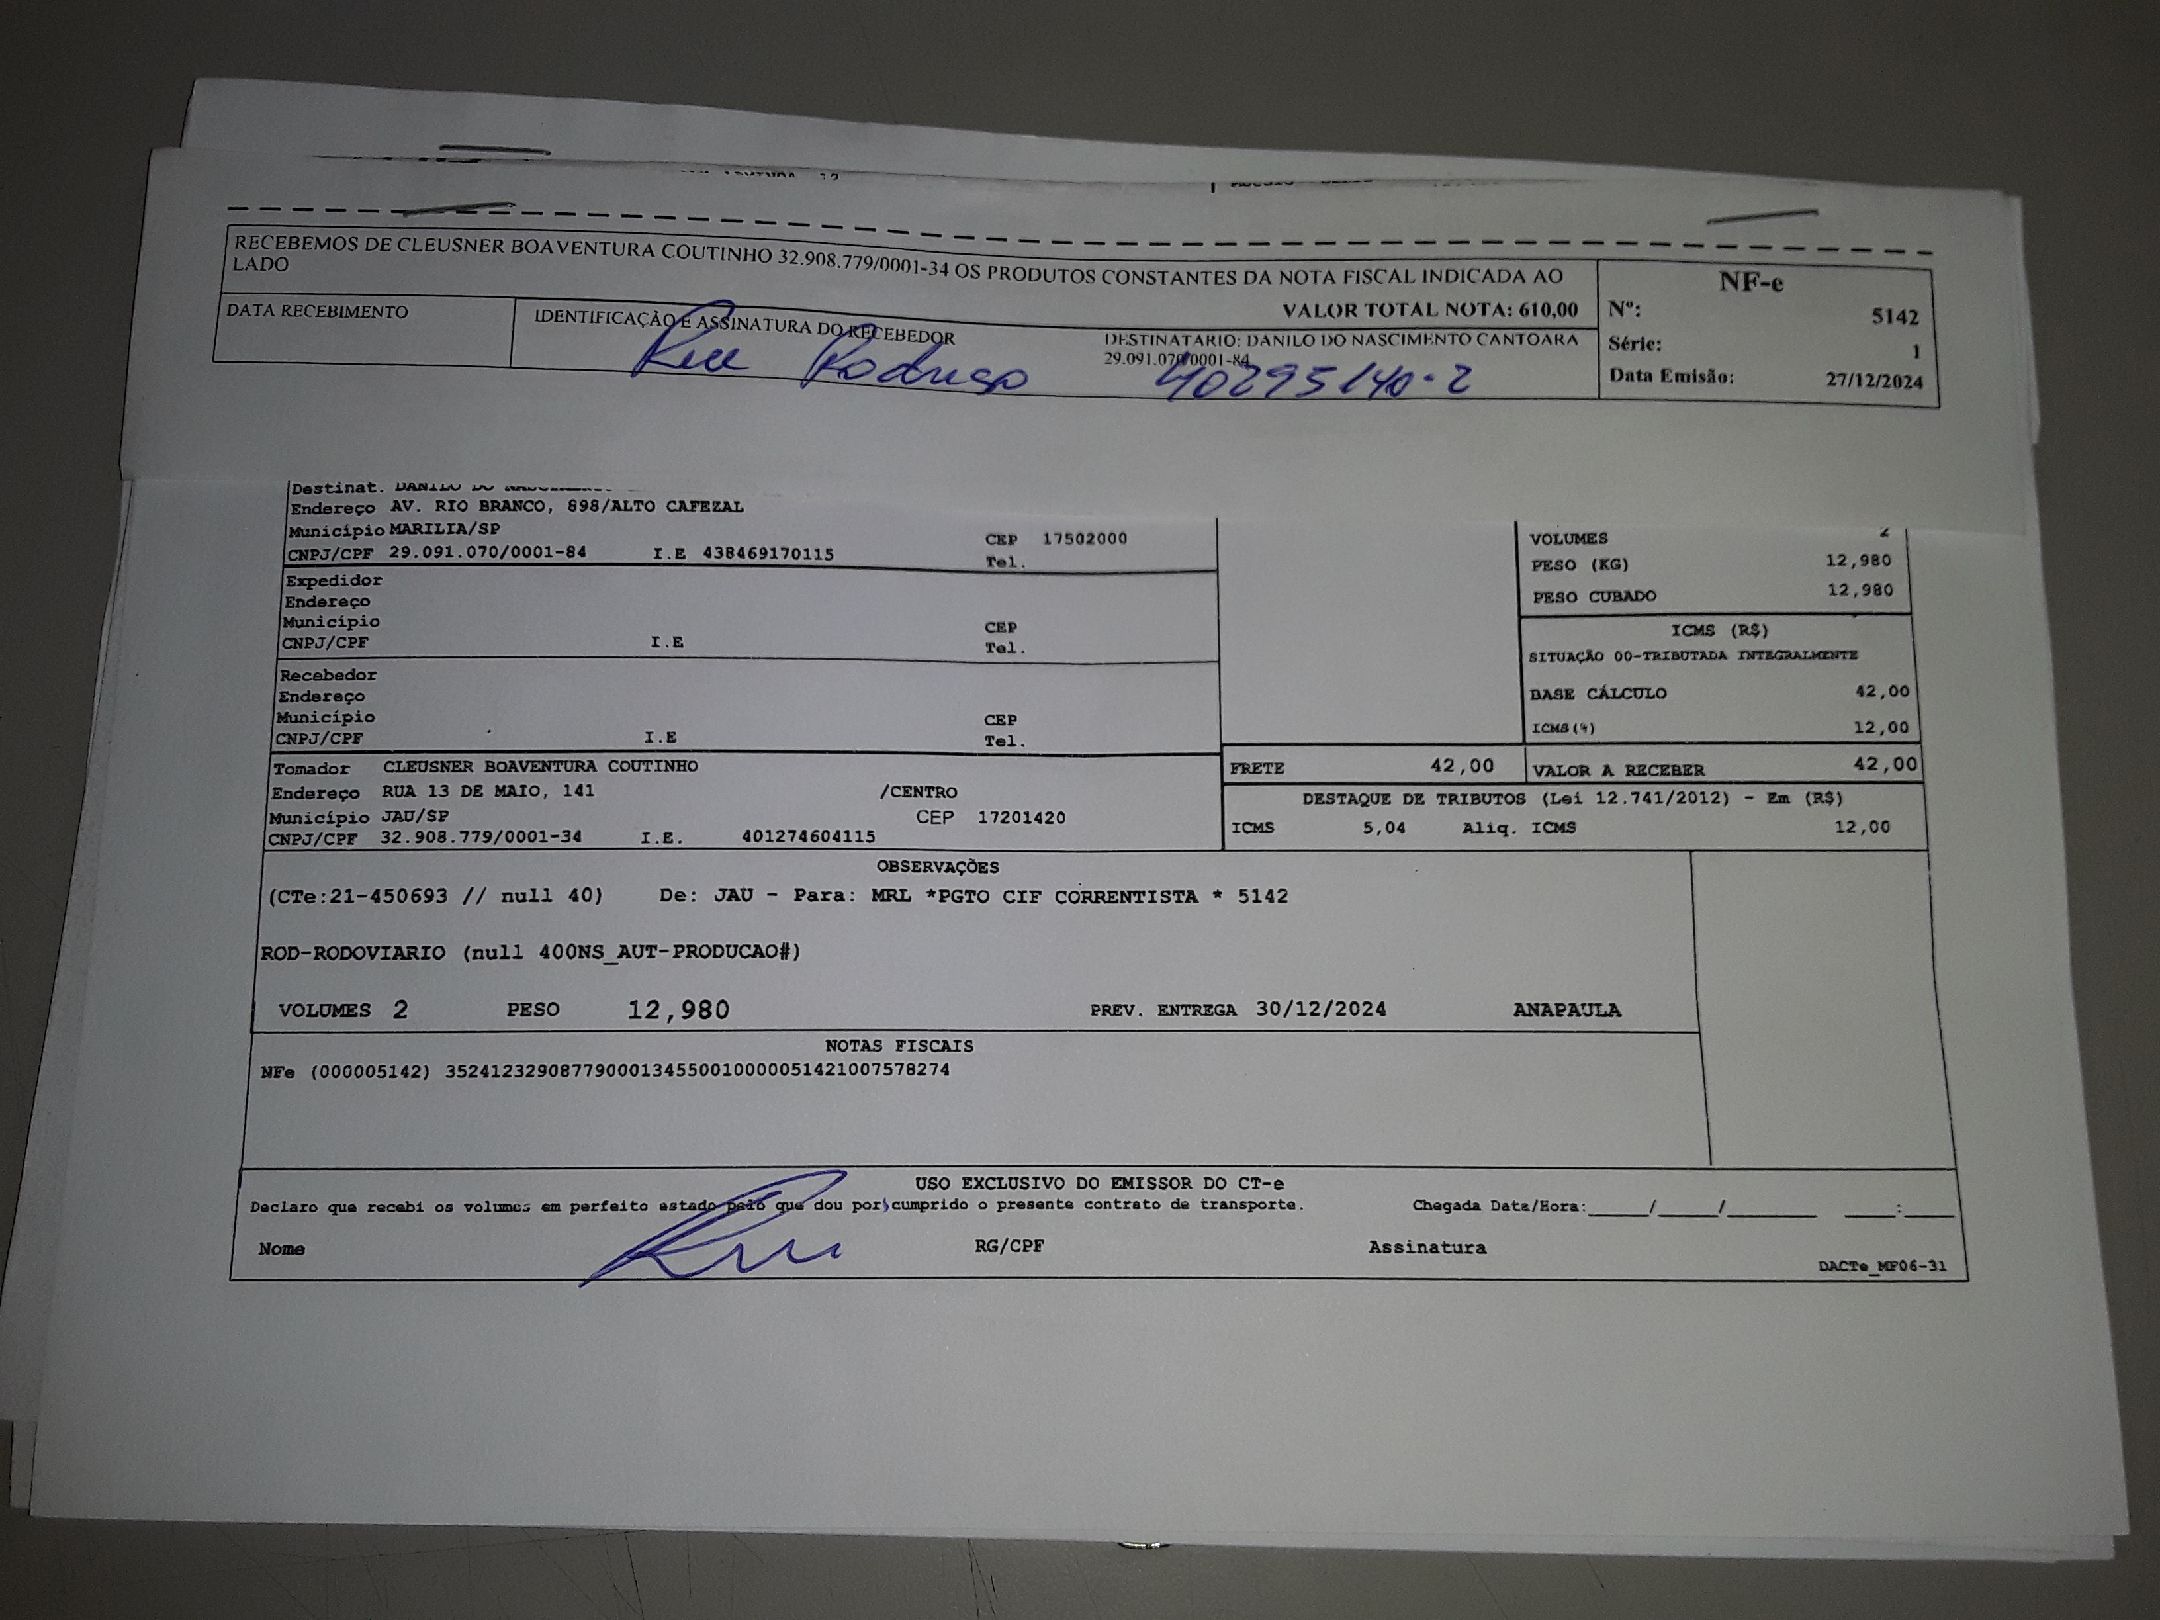 RECEBEMOS DE CLEUSNER BOAVENTURA COUTINHO 32.908.779/0001-34 OS PRODUTOS CONSTANTES DA NOTA FISCAL INDICADA AO
LADO
VALOR TOTAL NOTA: 610,00
NF-e
Nº: 5142
Série: 1
Data Emissão: 27/12/2024
DATA RECEBIMENTO
IDENTIFICAÇÃO E ASSINATURA DO RECEBEDOR
DESTINATARIO: DANILO DO NASCIMENTO CANTOARA
29.091.070/0001-84
Rodrigo 40295140-2
Destinat. DANILO DO
Endereço AV. RIO BRANCO, 898/ALTO CAFEZAL
Município MARILIA/SP CEP 17502000
CNPJ/CPF 29.091.070/0001-84 I.E 438469170115 Tel.
Expedidor
Endereço
Município CEP
CNPJ/CPF I.E Tel.
Recebedor
Endereço
Município CEP
CNPJ/CPF I.E Tel.
VOLUMES 2
PESO (KG) 12,980
PESO CUBADO 12,980
ICMS (R$)
SITUAÇÃO 00-TRIBUTADA INTEGRALMENTE
BASE CÁLCULO 42,00
ICMS(%) 12,00
Tomador CLEUSNER BOAVENTURA COUTINHO
Endereço RUA 13 DE MAIO, 141 /CENTRO
Município JAU/SP CEP 17201420
CNPJ/CPF 32.908.779/0001-34 I.E. 401274604115
FRETE 42,00 VALOR A RECEBER 42,00
DESTAQUE DE TRIBUTOS (Lei 12.741/2012) - Em (R$)
ICMS 5,04 Aliq. ICMS 12,00
OBSERVAÇÕES
(CTe:21-450693 // null 40) De: JAU - Para: MRL *PGTO CIF CORRENTISTA * 5142
ROD-RODOVIARIO (null 400NS_AUT-PRODUCAO#)
VOLUMES 2 PESO 12,980 PREV. ENTREGA 30/12/2024 ANAPAULA
NOTAS FISCAIS
NFe (000005142) 35241232908779000134550010000051421007578274
USO EXCLUSIVO DO EMISSOR DO CT-e
Declaro que recebi os volumes em perfeito estado pelo que dou por cumprido o presente contrato de transporte. Chegada Data/Hora:____/____/______ ___:___
Nome RG/CPF Assinatura
DACTe_MF06-31